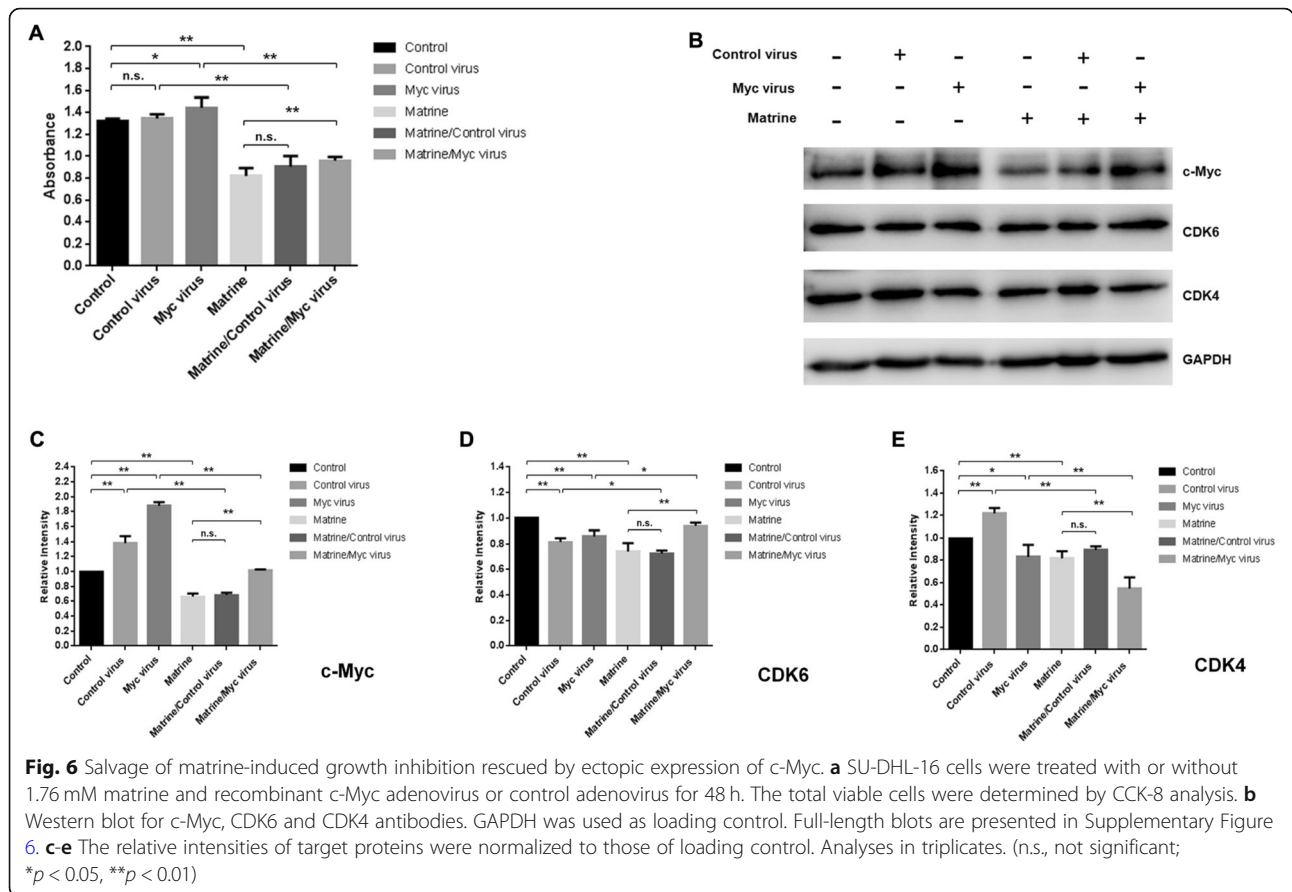 A
2.0
1.8
1.6
1.4
1.2
1.0
0.8
0.6
0.4
0.2
0.0
Absorbance
**
*
**
n.s.
**
**
n.s.
Control
Control virus
Myc virus
Matrine
Matrine/Control virus
Matrine/Myc virus
Control
Control virus
Myc virus
Matrine
Matrine/Control virus
Matrine/Myc virus
B
Control virus - + - - + -
Myc virus - - + - - +
Matrine - - - + + +
c-Myc
CDK6
CDK4
GAPDH
C
2.4
2.2
2.0
1.8
1.6
1.4
1.2
1.0
0.8
0.6
0.4
0.2
0.0
Relative Intensity
**
**
**
**
**
**
n.s.
Control
Control virus
Myc virus
Matrine
Matrine/Control virus
Matrine/Myc virus
Control
Control virus
Myc virus
Matrine
Matrine/Control virus
Matrine/Myc virus
c-Myc
D
1.4
1.2
1.0
0.8
0.6
0.4
0.2
0.0
Relative Intensity
**
**
*
**
*
**
n.s.
Control
Control virus
Myc virus
Matrine
Matrine/Control virus
Matrine/Myc virus
Control
Control virus
Myc virus
Matrine
Matrine/Control virus
Matrine/Myc virus
CDK6
E
1.6
1.4
1.2
1.0
0.8
0.6
0.4
0.2
0.0
Relative Intensity
**
*
**
**
**
**
n.s.
Control
Control virus
Myc virus
Matrine
Matrine/Control virus
Matrine/Myc virus
Control
Control virus
Myc virus
Matrine
Matrine/Control virus
Matrine/Myc virus
CDK4
Fig. 6 Salvage of matrine-induced growth inhibition rescued by ectopic expression of c-Myc. a SU-DHL-16 cells were treated with or without
1.76 mM matrine and recombinant c-Myc adenovirus or control adenovirus for 48 h. The total viable cells were determined by CCK-8 analysis. b
Western blot for c-Myc, CDK6 and CDK4 antibodies. GAPDH was used as loading control. Full-length blots are presented in Supplementary Figure
6. c-e The relative intensities of target proteins were normalized to those of loading control. Analyses in triplicates. (n.s., not significant;
*p < 0.05, **p < 0.01)